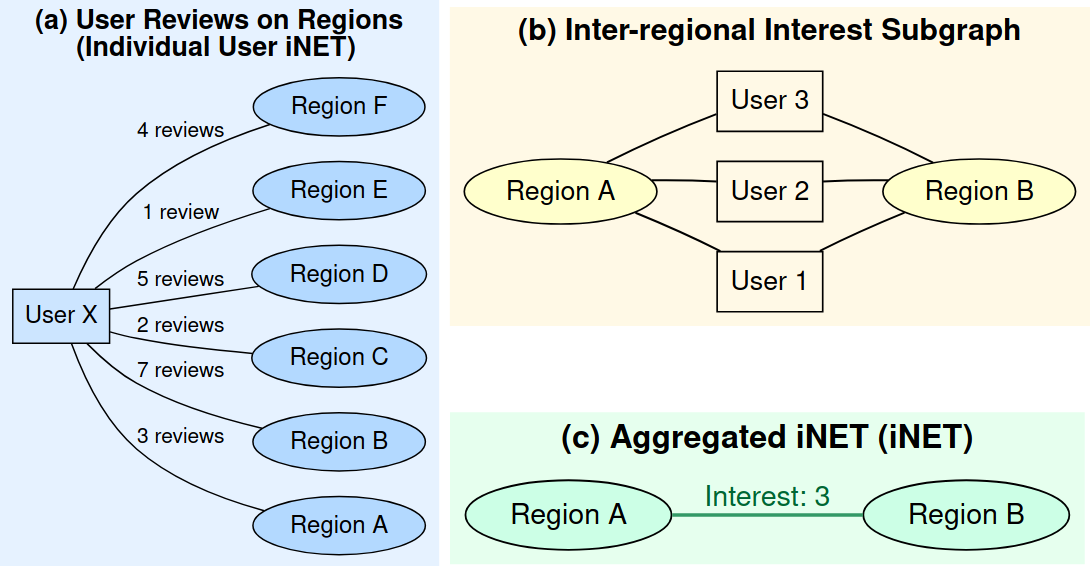 (a) User Reviews on Regions
(Individual User iNET)
Region F
4 reviews
Region E
1 review
Region D
5 reviews
User X
2 reviews
Region C
7 reviews
Region B
3 reviews
Region A
(b) Inter-regional Interest Subgraph
User 3
Region A
User 2
Region B
User 1
(c) Aggregated iNET (iNET)
Interest: 3
Region A
Region B